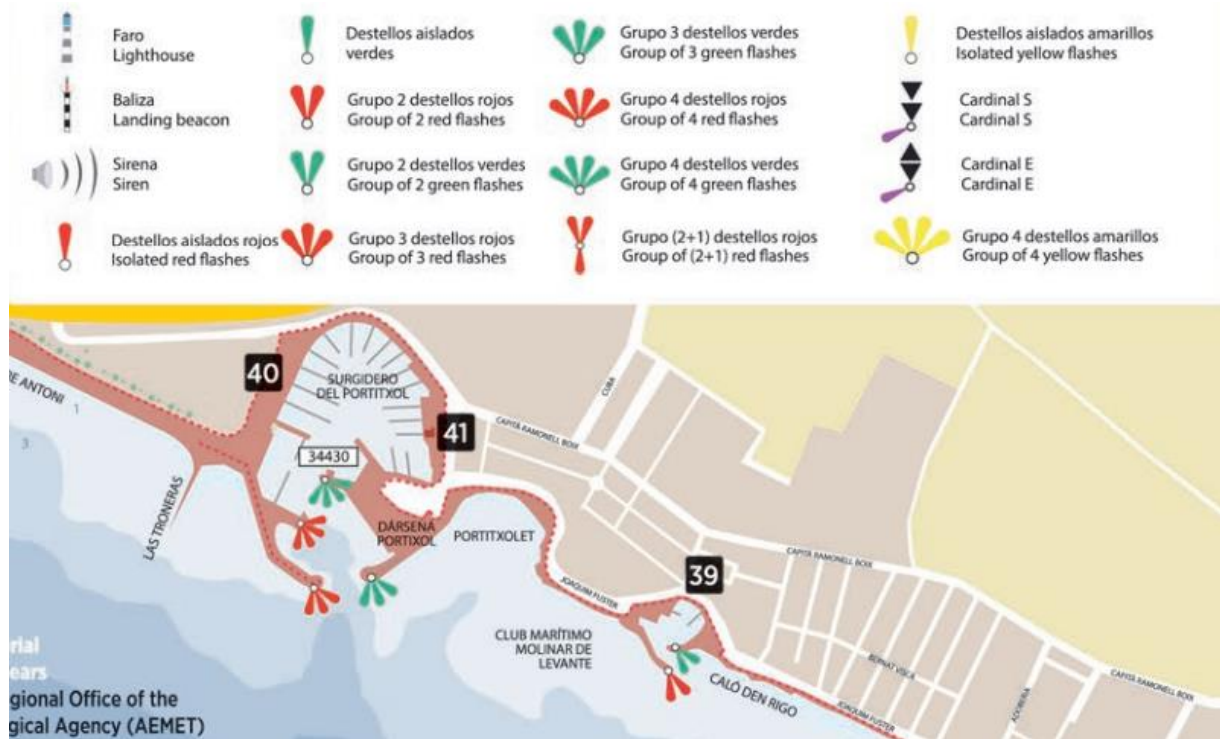 Faro
Lighthouse
Baliza
Landing beacon
Sirena
Siren
Destellos aislados rojos
Isolated red flashes
Destellos aislados
verdes
Grupo 2 destellos rojos
Group of 2 red flashes
Grupo 2 destellos verdes
Group of 2 green flashes
Grupo 3 destellos rojos
Group of 3 red flashes
Grupo 3 destellos verdes
Group of 3 green flashes
Grupo 4 destellos rojos
Group of 4 red flashes
Grupo 4 destellos verdes
Group of 4 green flashes
Grupo (2+1) destellos rojos
Group of (2+1) red flashes
Destellos aislados amarillos
Isolated yellow flashes
Cardinal S
Cardinal S
Cardinal E
Cardinal E
Grupo 4 destellos amarillos
Group of 4 yellow flashes
40
SURGIDERO
DEL PORTITXOL
RE ANTONI
1
3
41
34430
CUBA
CAPITÀ RAMONELL BOIX
LAS TRONERAS
DÁRSENA
PORTIXOL
PORTITXOLET
CAPITÀ RAMONELL BOIX
39
JOAQUIM FUSTER
CLUB MARÍTIMO
MOLINAR DE
LEVANTE
CALÓ DEN RIGO
BERNAT VISCA
CAPITÀ RAMONELL BOIX
JOAQUIM FUSTER
ADOBERIA
rial
ears
gional Office of the
gical Agency (AEMET)